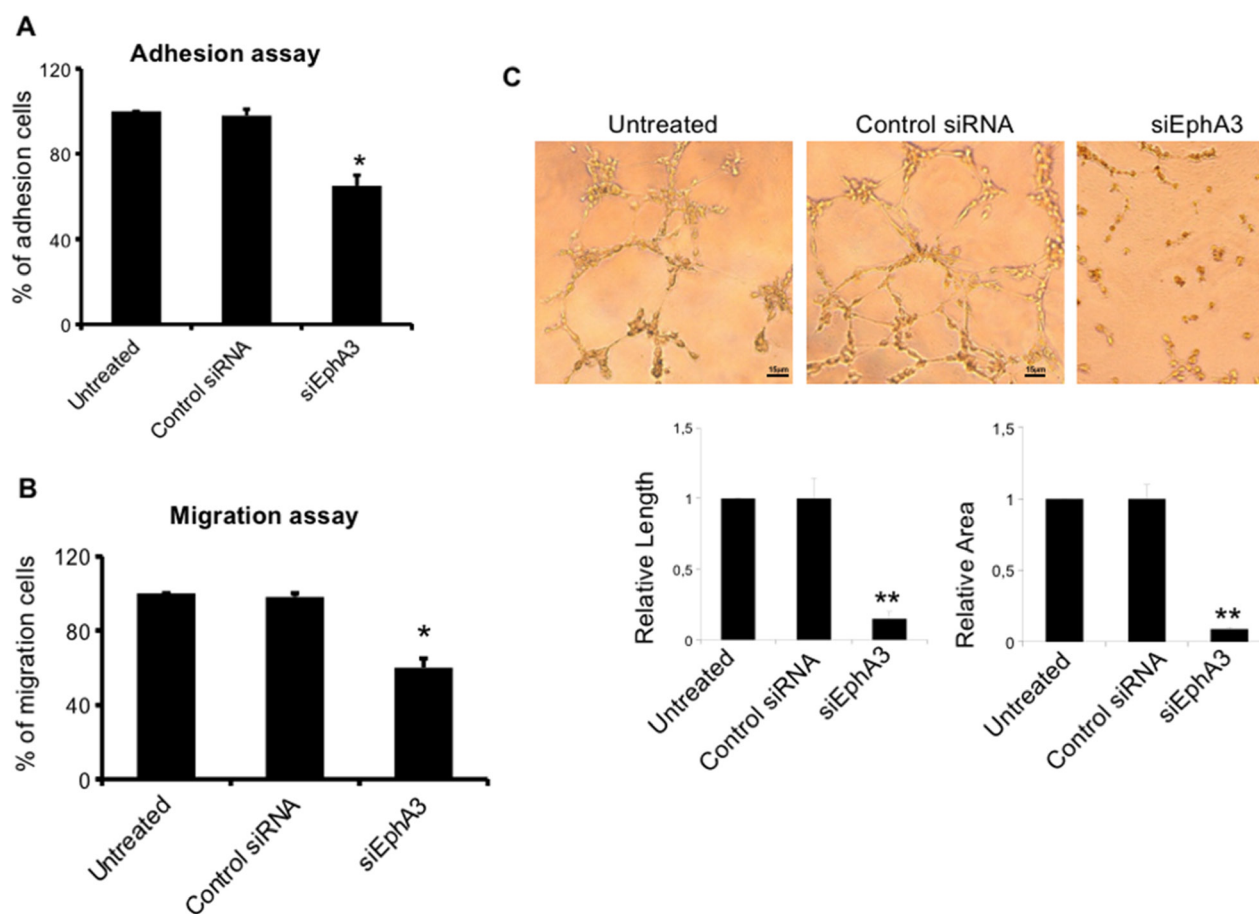 A
Adhesion assay
% of adhesion cells
120
80
40
0
*
Untreated
Control siRNA
siEphA3
B
Migration assay
% of migration cells
120
80
40
0
*
Untreated
Control siRNA
siEphA3
C
Untreated
Control siRNA
siEphA3
15µm
15µm
Relative Length
1,5
1
0,5
0
**
Untreated
Control siRNA
siEphA3
Relative Area
1,5
1
0,5
0
**
Untreated
Control siRNA
siEphA3